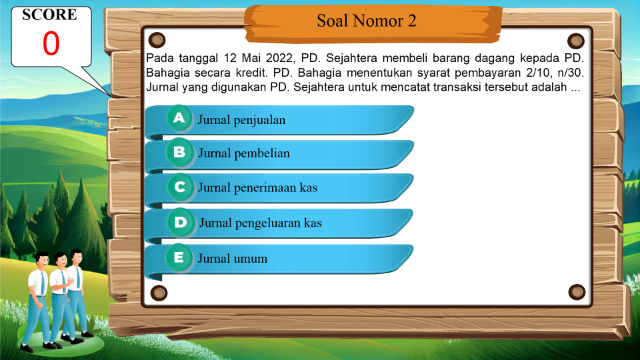 SCORE
0
Soal Nomor 2
Pada tanggal 12 Mai 2022, PD. Sejahtera membeli barang dagang kepada PD.
Bahagia secara kredit. PD. Bahagia menentukan syarat pembayaran 2/10, n/30.
Jurnal yang digunakan PD. Sejahtera untuk mencatat transaksi tersebut adalah ...
A Jurnal penjualan
B Jurnal pembelian
C Jurnal penerimaan kas
D Jurnal pengeluaran kas
E Jurnal umum